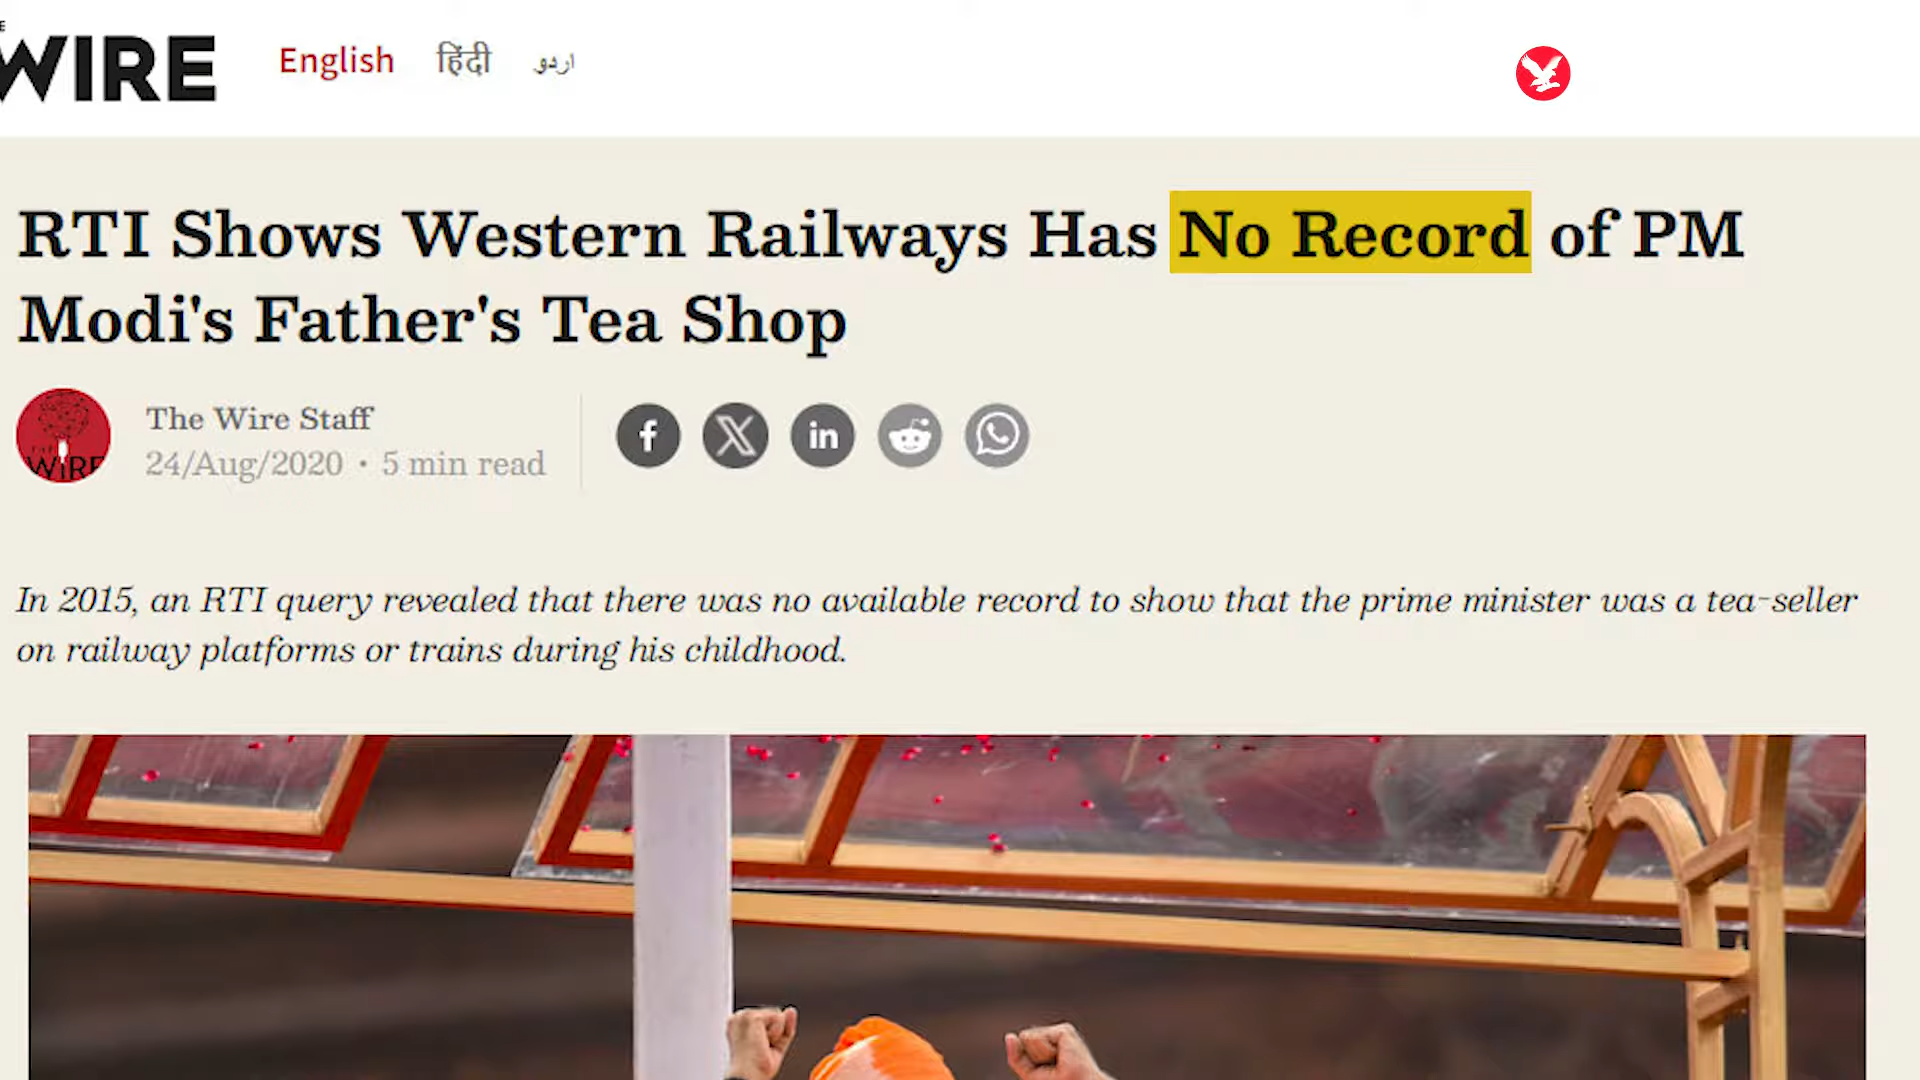 THE
WIRE
English हिंदी اردو
RTI Shows Western Railways Has No Record of PM
Modi's Father's Tea Shop
The Wire Staff
24/Aug/2020 • 5 min read
In 2015, an RTI query revealed that there was no available record to show that the prime minister was a tea-seller
on railway platforms or trains during his childhood.